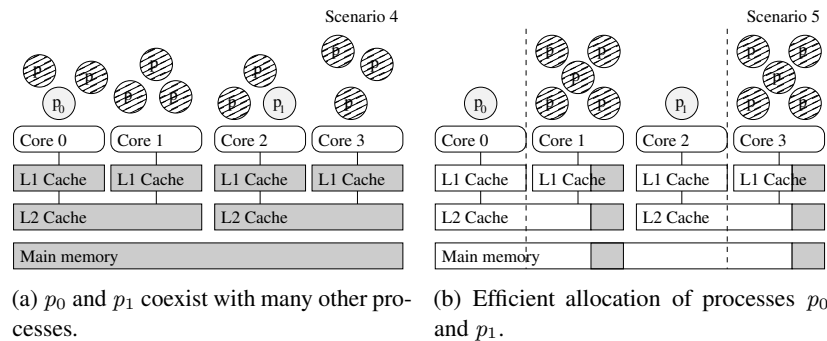 Scenario 4
p
p
p
p
p
p
p0
p
p
p
p
p1
p
Core 0
Core 1
Core 2
Core 3
L1 Cache
L1 Cache
L1 Cache
L1 Cache
L2 Cache
L2 Cache
Main memory
(a) p0 and p1 coexist with many other pro-
cesses.
Scenario 5
p
p
p
p
p0
p
p1
p
p
p
p
p
Core 0
Core 1
Core 2
Core 3
L1 Cache
L1 Cache
L1 Cache
L1 Cache
L2 Cache
L2 Cache
Main memory
(b) Efficient allocation of processes p0
and p1.